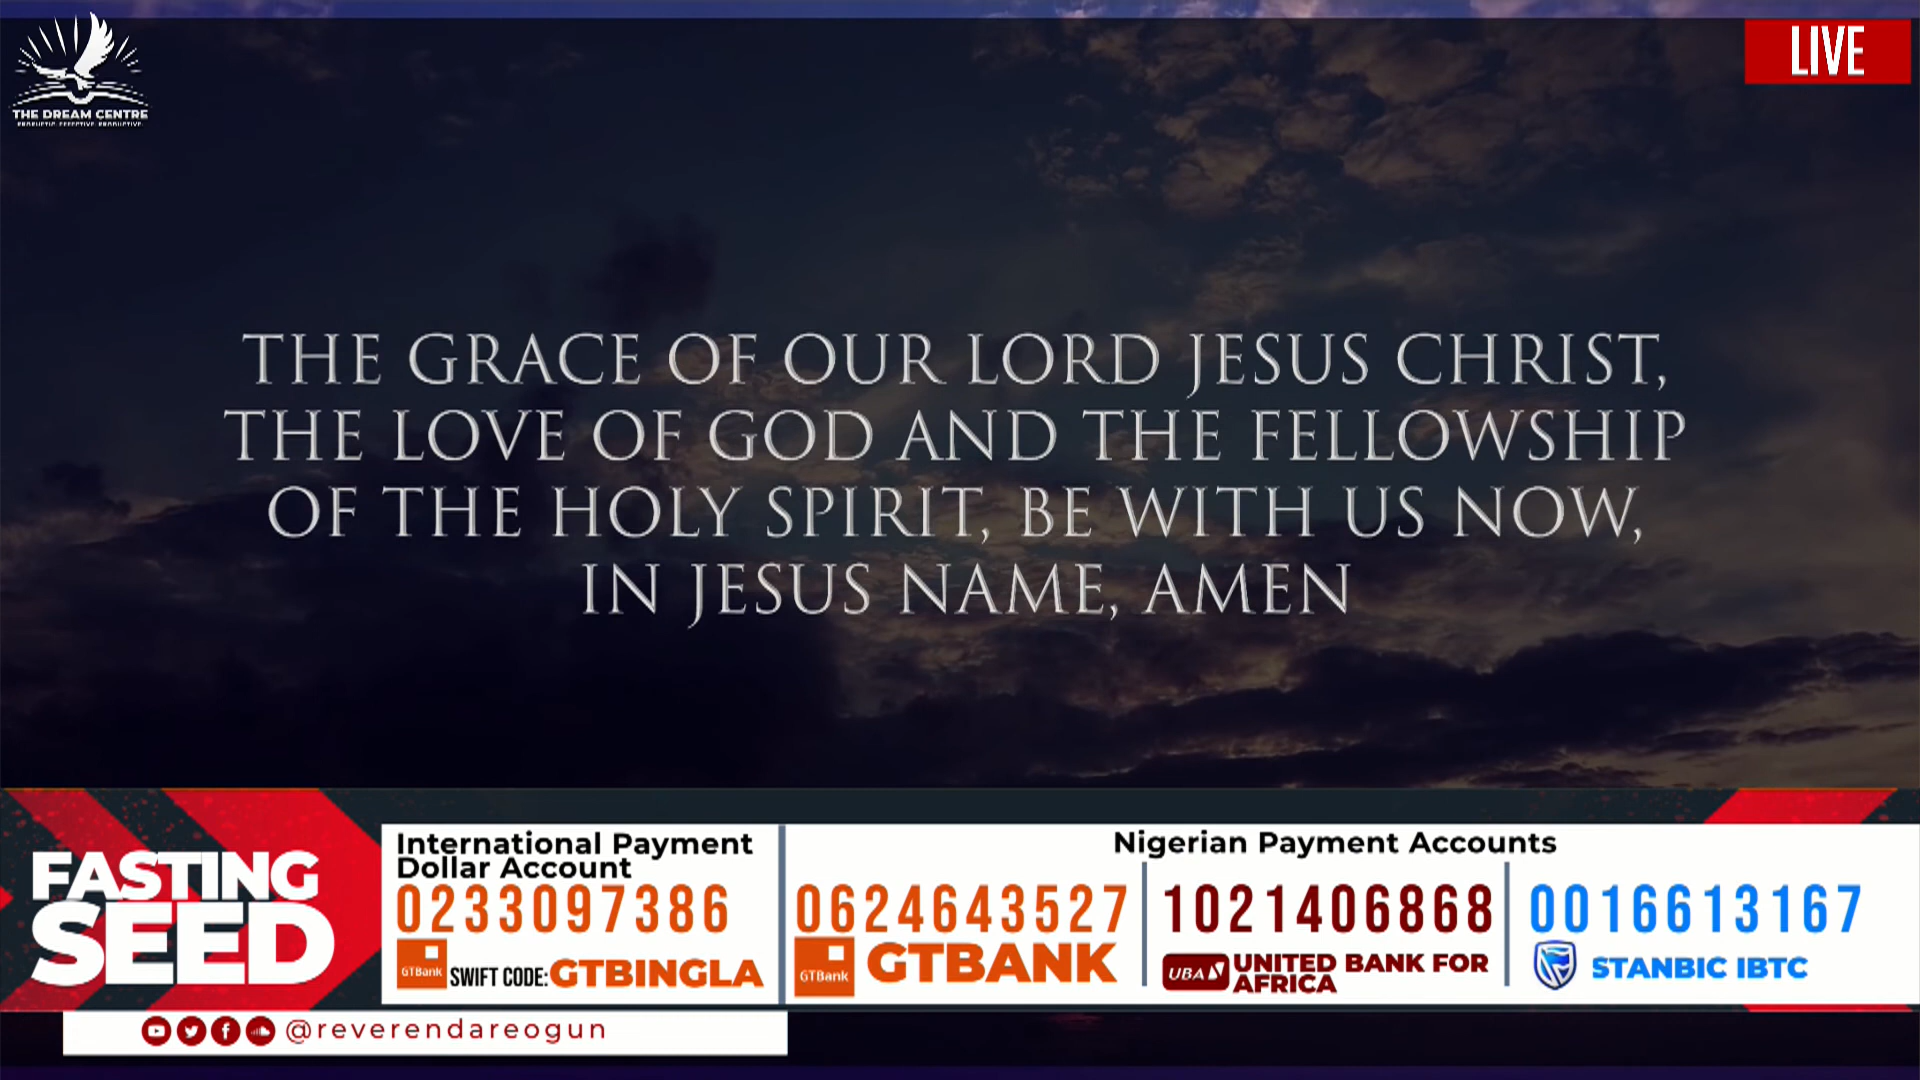 THE DREAM CENTRE
LIVE
THE GRACE OF OUR LORD JESUS CHRIST,
THE LOVE OF GOD AND THE FELLOWSHIP
OF THE HOLY SPIRIT, BE WITH US NOW,
IN JESUS NAME, AMEN
FASTING
SEED
International Payment
Dollar Account
0233097386
GTBank SWIFT CODE: GTBINGLA
Nigerian Payment Accounts
0624643527
GTBank GTBANK
1021406868
UBA UNITED BANK FOR
AFRICA
0016613167
STANBIC IBTC
@reverendareogun